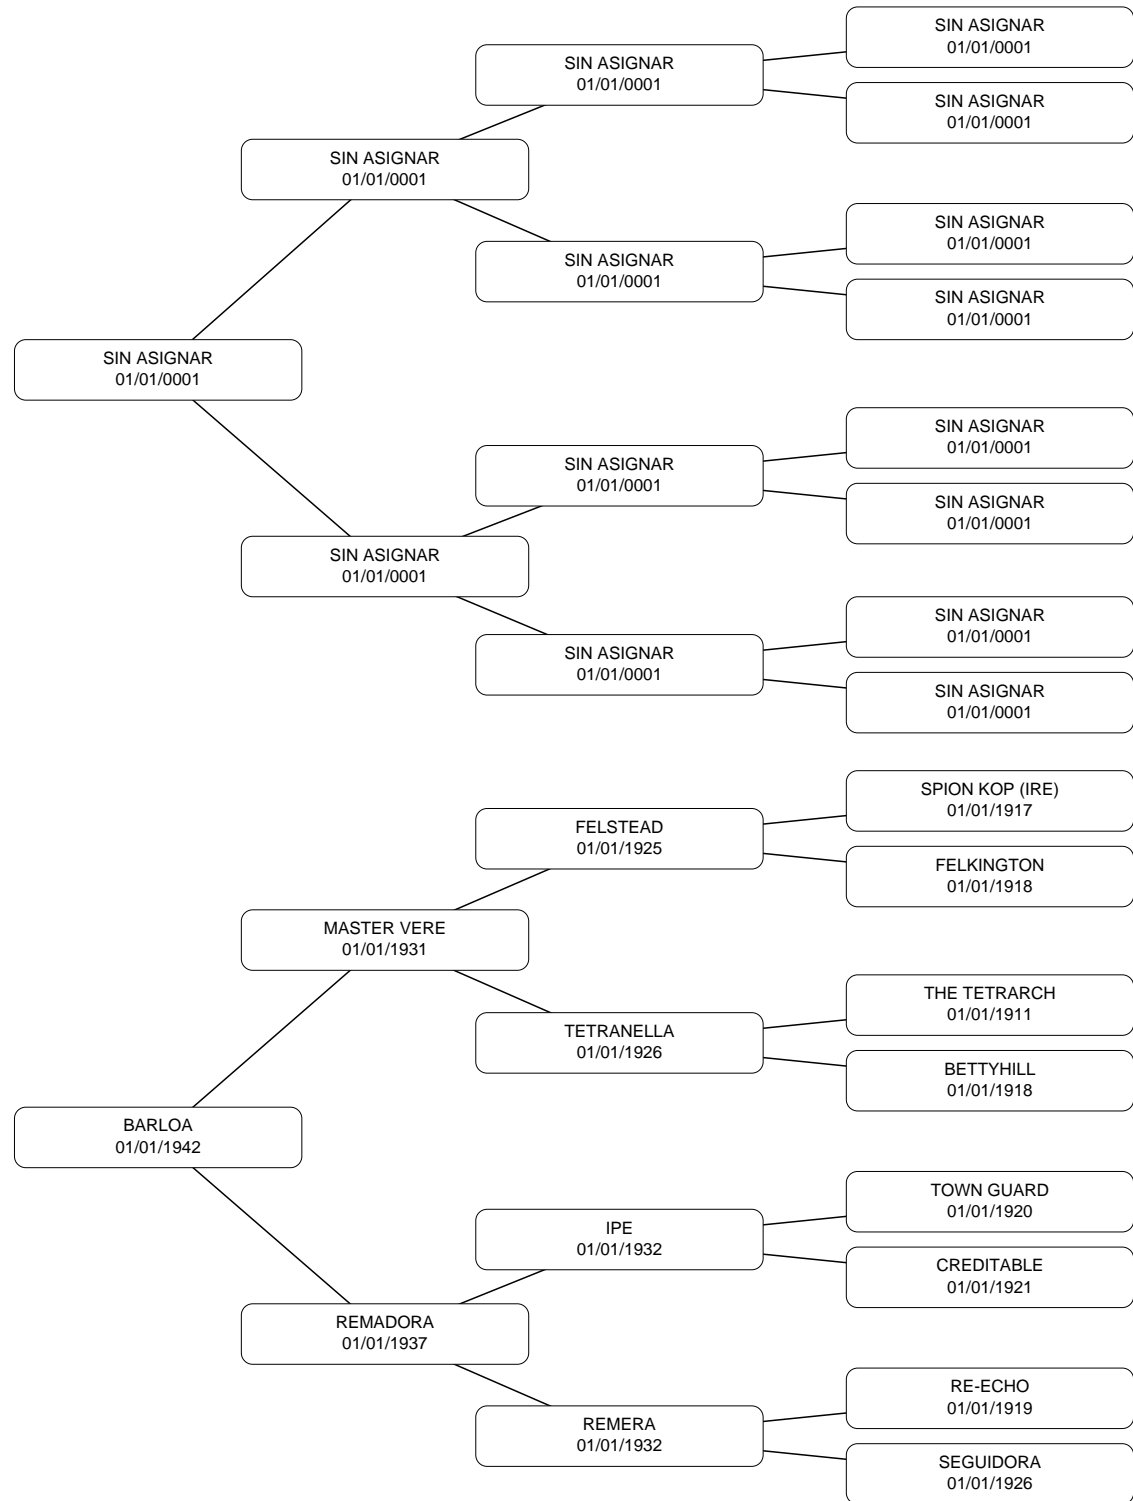 SIN ASIGNAR
01/01/0001
SIN ASIGNAR
01/01/0001
SIN ASIGNAR
01/01/0001
SIN ASIGNAR
01/01/0001
SIN ASIGNAR
01/01/0001
SIN ASIGNAR
01/01/0001
SIN ASIGNAR
01/01/0001
SIN ASIGNAR
01/01/0001
SIN ASIGNAR
01/01/0001
SIN ASIGNAR
01/01/0001
SIN ASIGNAR
01/01/0001
SIN ASIGNAR
01/01/0001
SIN ASIGNAR
01/01/0001
SIN ASIGNAR
01/01/0001
SIN ASIGNAR
01/01/0001
SPION KOP (IRE)
01/01/1917
FELSTEAD
01/01/1925
FELKINGTON
01/01/1918
MASTER VERE
01/01/1931
THE TETRARCH
01/01/1911
TETRANELLA
01/01/1926
BETTYHILL
01/01/1918
BARLOA
01/01/1942
TOWN GUARD
01/01/1920
IPE
01/01/1932
CREDITABLE
01/01/1921
REMADORA
01/01/1937
RE-ECHO
01/01/1919
REMERA
01/01/1932
SEGUIDORA
01/01/1926